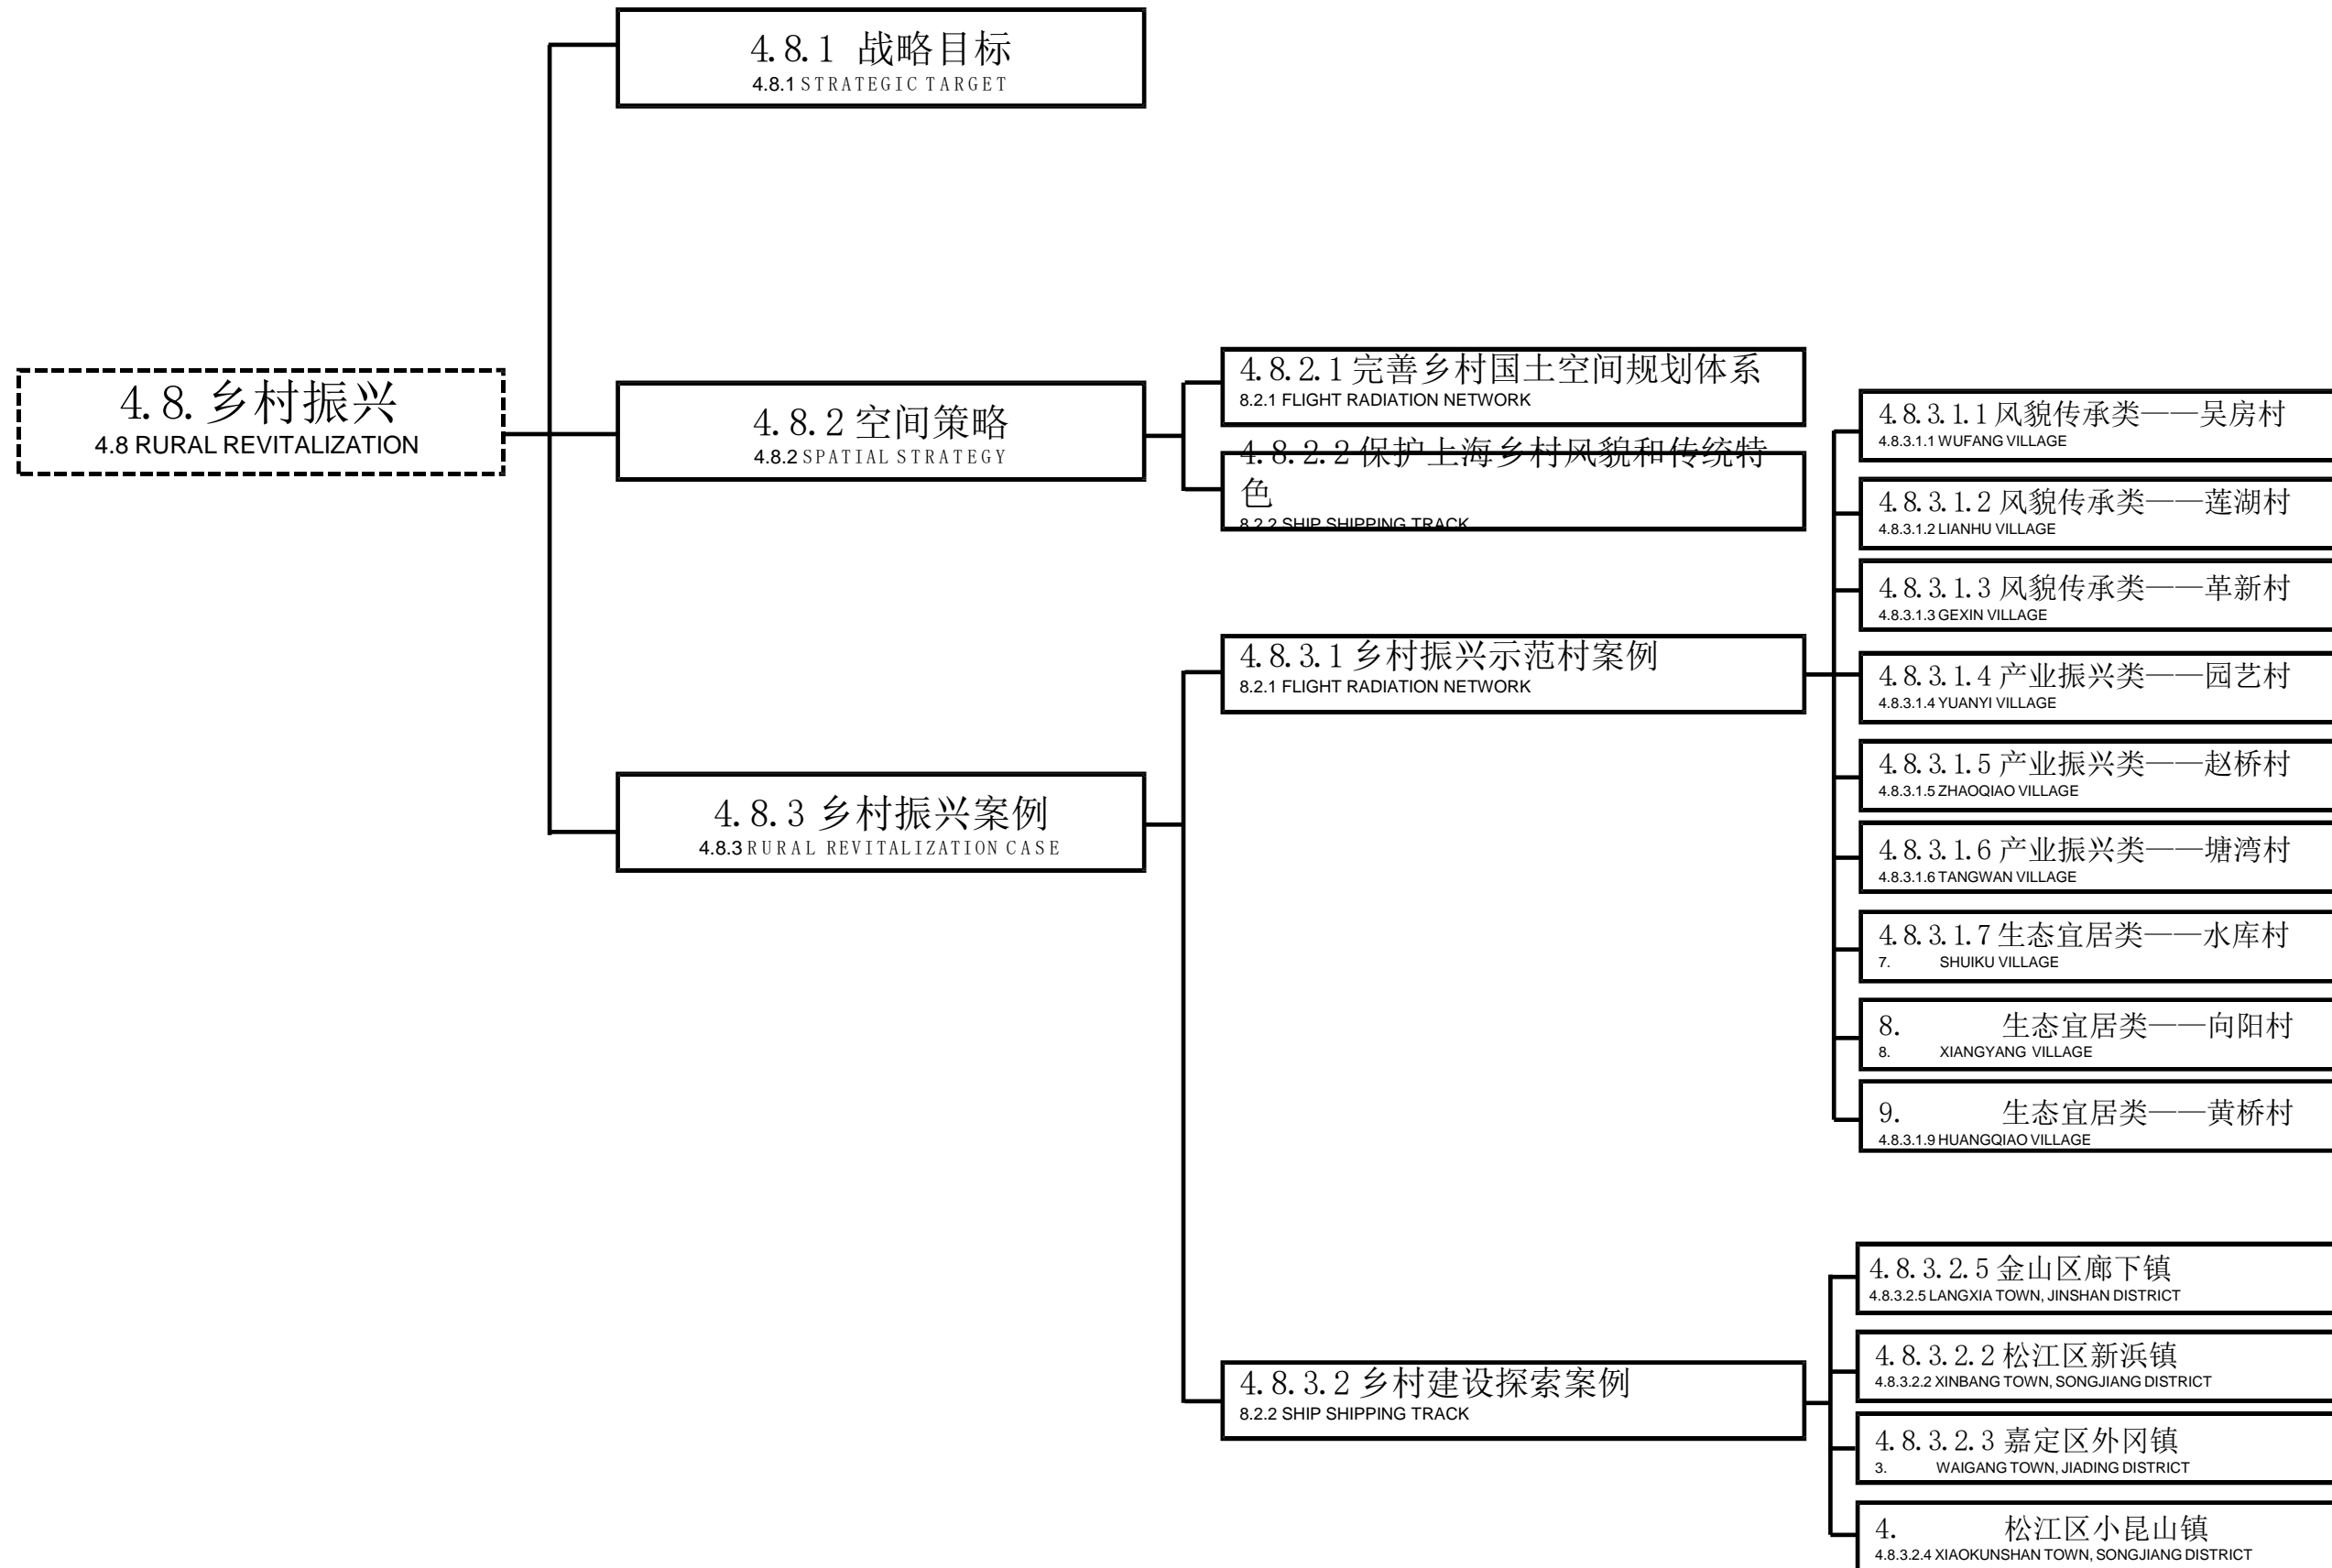 4.8.1 战略目标
4.8.1 STRATEGIC TARGET
4.8.乡村振兴
4.8 RURAL REVITALIZATION
4.8.2 空间策略
4.8.2 SPATIAL STRATEGY
4.8.2.1 完善乡村国土空间规划体系
8.2.1 FLIGHT RADIATION NETWORK
4.8.2.2 保护上海乡村风貌和传统特
色
8.2.2 SHIP SHIPPING TRACK
4.8.3 乡村振兴案例
4.8.3 RURAL REVITALIZATION CASE
4.8.3.1 乡村振兴示范村案例
8.2.1 FLIGHT RADIATION NETWORK
4.8.3.1.1 风貌传承类——吴房村
4.8.3.1.1 WUFANG VILLAGE
4.8.3.1.2 风貌传承类——莲湖村
4.8.3.1.2 LIANHU VILLAGE
4.8.3.1.3 风貌传承类——革新村
4.8.3.1.3 GEXIN VILLAGE
4.8.3.1.4 产业振兴类——园艺村
4.8.3.1.4 YUANYI VILLAGE
4.8.3.1.5 产业振兴类——赵桥村
4.8.3.1.5 ZHAOQIAO VILLAGE
4.8.3.1.6 产业振兴类——塘湾村
4.8.3.1.6 TANGWAN VILLAGE
4.8.3.1.7 生态宜居类——水库村
7. SHUIKU VILLAGE
8. 生态宜居类——向阳村
8. XIANGYANG VILLAGE
9. 生态宜居类——黄桥村
4.8.3.1.9 HUANGQIAO VILLAGE
4.8.3.2 乡村建设探索案例
8.2.2 SHIP SHIPPING TRACK
4.8.3.2.5 金山区廊下镇
4.8.3.2.5 LANGXIA TOWN, JINSHAN DISTRICT
4.8.3.2.2 松江区新浜镇
4.8.3.2.2 XINBANG TOWN, SONGJIANG DISTRICT
4.8.3.2.3 嘉定区外冈镇
3. WAIGANG TOWN, JIADING DISTRICT
4. 松江区小昆山镇
4.8.3.2.4 XIAOKUNSHAN TOWN, SONGJIANG DISTRICT